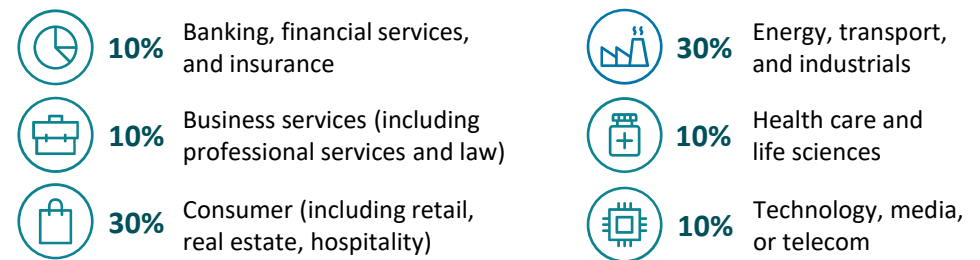 10%
Banking, financial services,
and insurance
10%
Business services (including
professional services and law)
30%
Consumer (including retail,
real estate, hospitality)
30%
Energy, transport,
and industrials
10%
Health care and
life sciences
10%
Technology, media,
or telecom